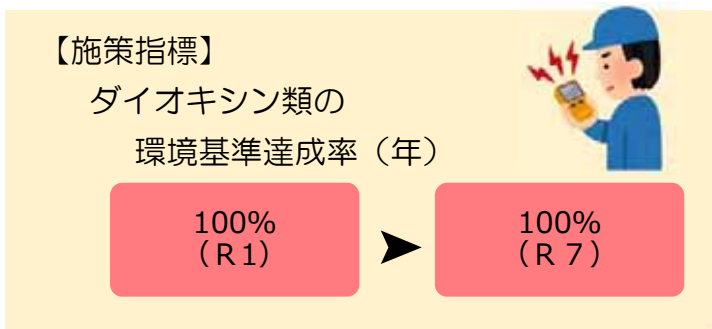 【施策指標】
ダイオキシン類の
環境基準達成率（年）
100%
（Ｒ1）
100%
（Ｒ７）